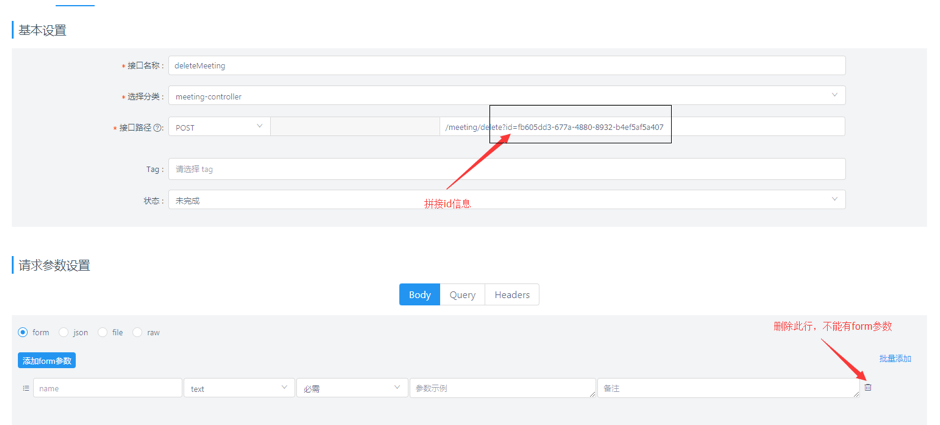 基本设置
* 接口名称 : deleteMeeting
* 选择分类 : meeting-controller
* 接口路径 ?: POST /meeting/delete?id=fb605dd3-677a-4880-8932-b4ef5af5a407
Tag : 请选择 tag
状态 : 未完成
拼接id信息
请求参数设置
Body Query Headers
form json file raw
删除此行，不能有form参数
添加form参数 批量添加
name text 必需 参数示例 备注